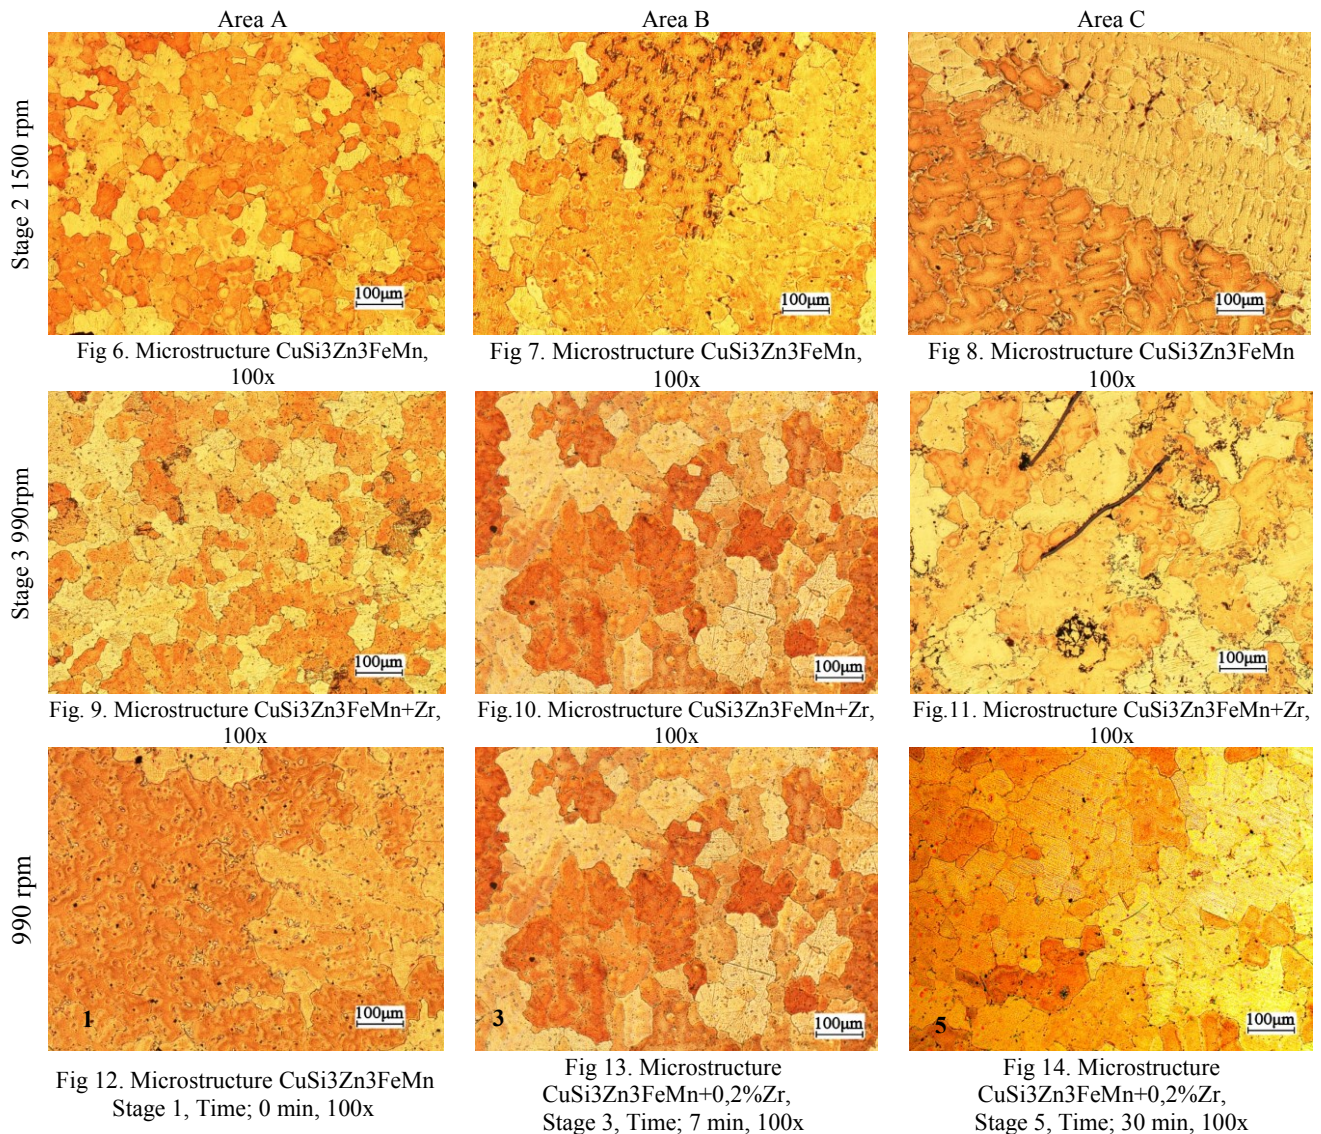 Area A
Area B
Area C
Stage 2 1500 rpm
100µm
100µm
100µm
Fig 6. Microstructure CuSi3Zn3FeMn,
100x
Fig 7. Microstructure CuSi3Zn3FeMn,
100x
Fig 8. Microstructure CuSi3Zn3FeMn
100x
Stage 3 990rpm
100µm
100µm
100µm
Fig. 9. Microstructure CuSi3Zn3FeMn+Zr,
100x
Fig.10. Microstructure CuSi3Zn3FeMn+Zr,
100x
Fig.11. Microstructure CuSi3Zn3FeMn+Zr,
100x
990 rpm
1
100µm
3
100µm
5
100µm
Fig 12. Microstructure CuSi3Zn3FeMn
Stage 1, Time; 0 min, 100x
Fig 13. Microstructure
CuSi3Zn3FeMn+0,2%Zr,
Stage 3, Time; 7 min, 100x
Fig 14. Microstructure
CuSi3Zn3FeMn+0,2%Zr,
Stage 5, Time; 30 min, 100x